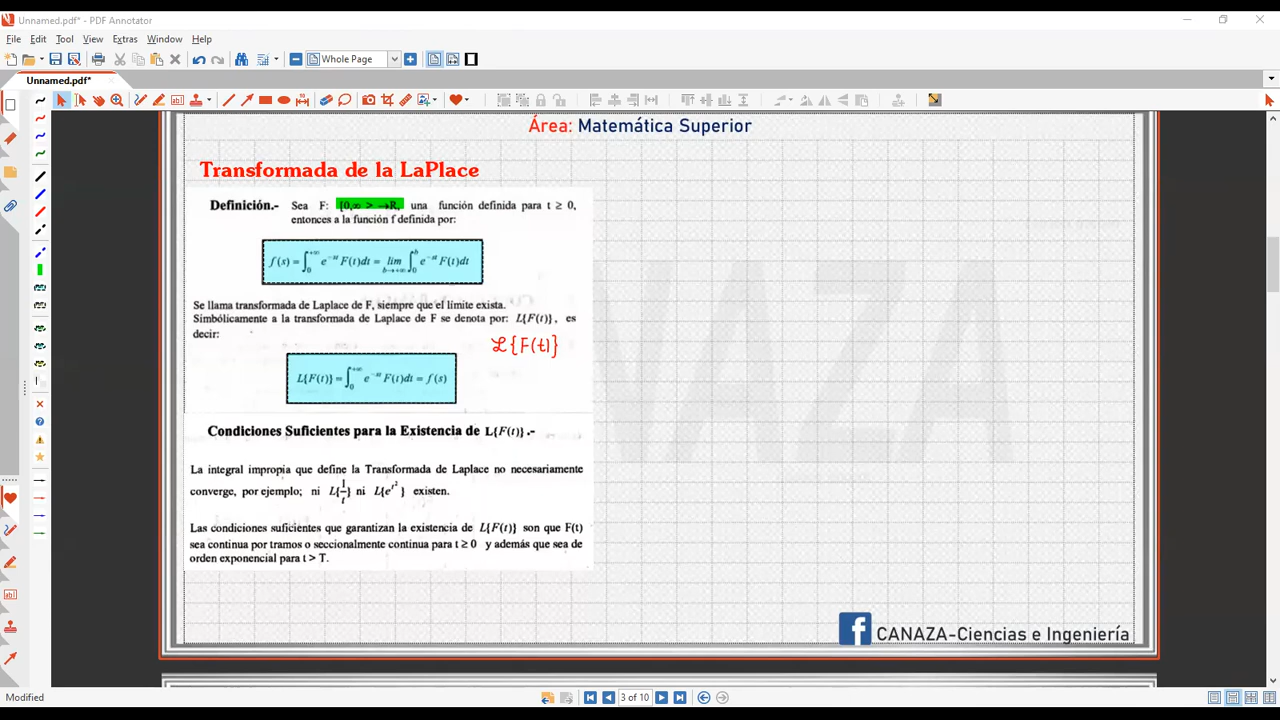 Unnamed.pdf* - PDF Annotator
File Edit Tool View Extras Window Help
Whole Page
Unnamed.pdf*
Área: Matemática Superior
Transformada de la LaPlace
Definición.- Sea F: [0,∞ > →R, una función definida para t ≥ 0,
entonces a la función f definida por:
f(s) = ∫₀^{+∞} e^{-st} F(t)dt = lim_{b→+∞} ∫₀^b e^{-st} F(t)dt
Se llama transformada de Laplace de F, siempre que el límite exista.
Simbólicamente a la transformada de Laplace de F se denota por: L{F(t)}, es
decir:
ℒ{F(t)}
L{F(t)} = ∫₀^{+∞} e^{-st} F(t)dt = f(s)
Condiciones Suficientes para la Existencia de L{F(t)}.-
La integral impropia que define la Transformada de Laplace no necesariamente
converge, por ejemplo; ni L{1/t} ni L{e^{t²}} existen.
Las condiciones suficientes que garantizan la existencia de L{F(t)} son que F(t)
sea continua por tramos o seccionalmente continua para t ≥ 0 y además que sea de
orden exponencial para t > T.
CANAZA-Ciencias e Ingeniería
Modified
3 of 10